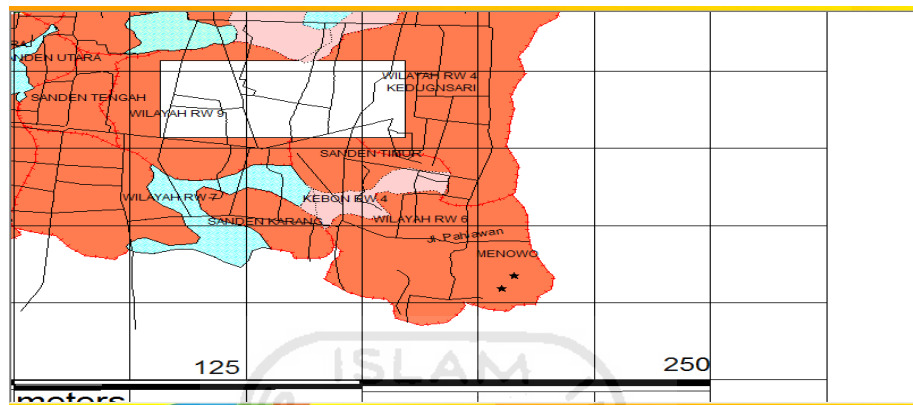 ANDEN UTARA
SANDEN TENGAH
WILAYAH RW 9
WILAYAH RW 4
KEDUGNSARI
SANDEN TIMUR
WILAYAH RW 7
KEBON RW 4
SANDEN KARANG
WILAYAH RW 6
Jl. Pahlawan
MENOWO
125
250
meters
ISLAM